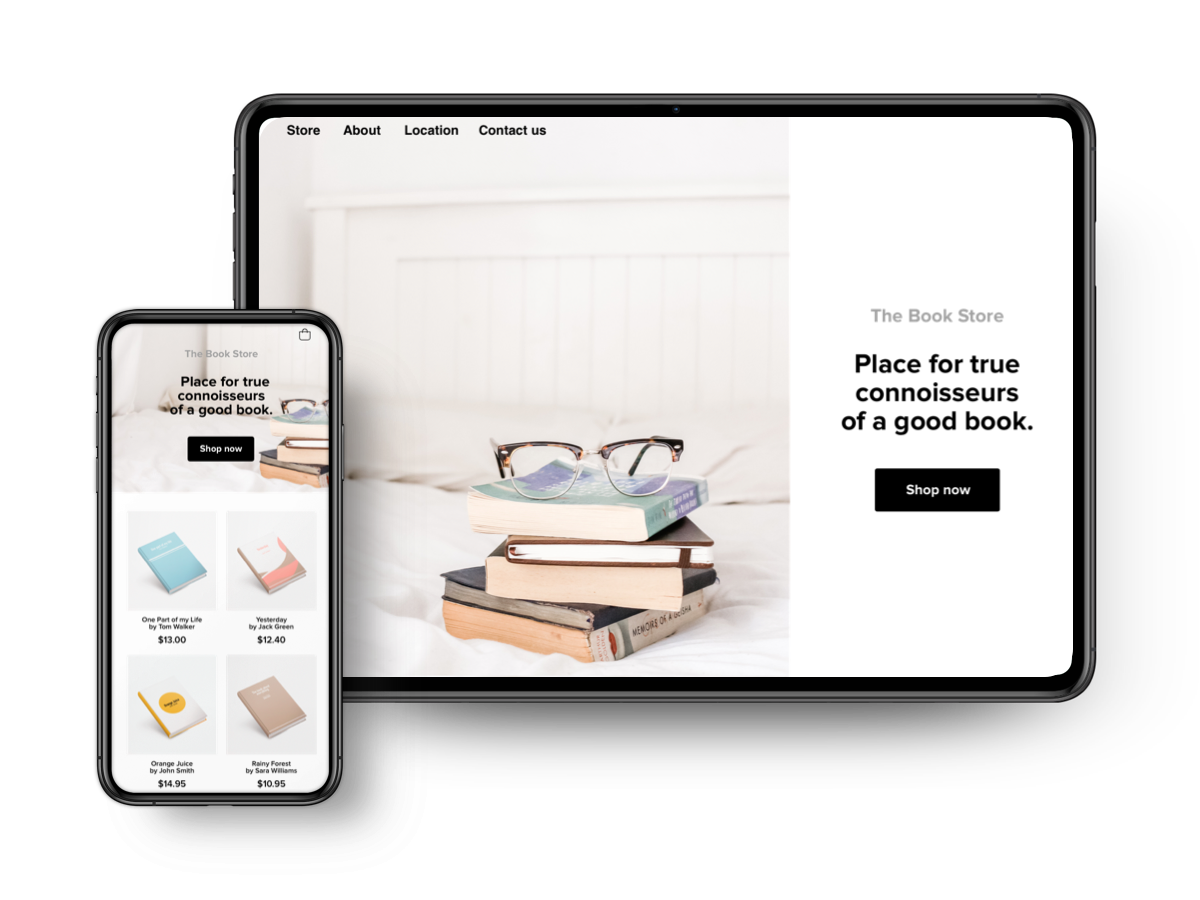 Store About Location Contact us
The Book Store
Place for true
connoisseurs
of a good book.
Shop now
MEMOIRS OF A GEISHA
The Book Store
Place for true
connoisseurs
of a good book.
Shop now
One Part of my Life
by Tom Walker
$13.00
Yesterday
by Jack Green
$12.40
Orange Juice
by John Smith
$14.95
Rainy Forest
by Sara Williams
$10.95